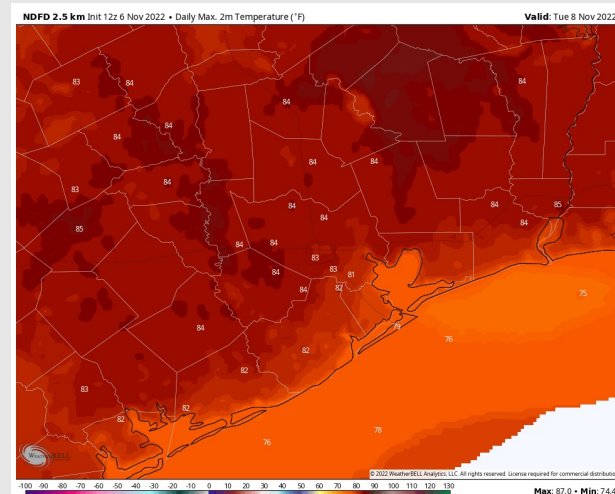 NDFD 2.5 km Init 12z 6 Nov 2022 • Daily Max. 2m Temperature (°F) Valid: Tue 8 Nov 2022
83 84 84
84
84 84
84 84
84
83
84 84 85
84 84
85
84 84
83
84 83 81
84 82 75
79
84 76
82
82
83
82 82
76 78
WeatherBELL
© 2022 WeatherBELL Analytics, LLC. All rights reserved. License required for commercial distributio
-100 -90 -80 -70 -60 -50 -40 -30 -20 -10 0 10 20 30 40 50 60 70 80 90 100 110 120 130
Max: 87.0 • Min: 74.4